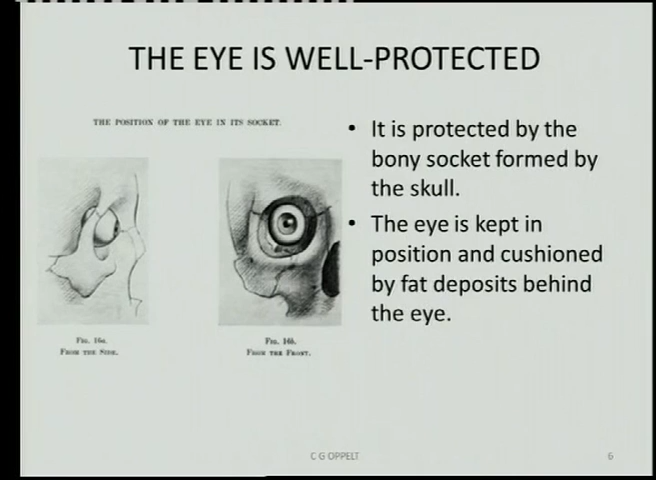 THE EYE IS WELL-PROTECTED
THE POSITION OF THE EYE IN ITS SOCKET.
• It is protected by the
bony socket formed by
the skull.
• The eye is kept in
position and cushioned
by fat deposits behind
the eye.
FIG. 16a.
FROM THE SIDE.
FIG. 16b.
FROM THE FRONT.
C G OPPELT
6